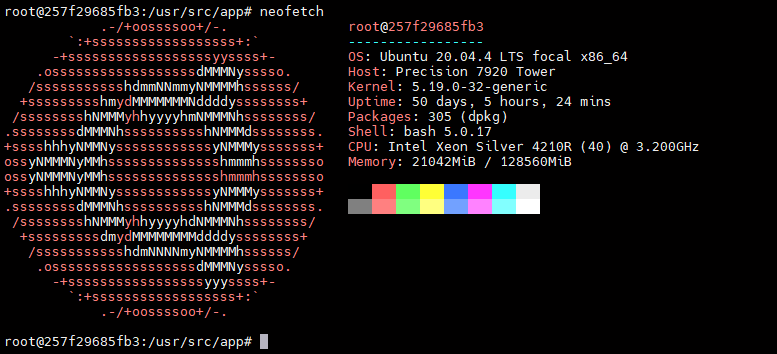 root@257f29685fb3:/usr/src/app# neofetch
            .-/+oossssoo+/-.
        `:+ssssssssssssssssss+:`
      -+ssssssssssssssssssyyssss+-
    .ossssssssssssssssssdMMMNysssso.
   /ssssssssssshdmmNNmmyNMMMMhssssss/
  +ssssssssshmydMMMMMMMNddddyssssssss+
 /sssssssshNMMMyhhyyyyhmNMMMNhssssssss/
.ssssssssdMMMNhsssssssssshNMMMdssssssss.
+sssshhhyNMMNyssssssssssssyNMMMysssssss+
ossyNMMMNyMMhsssssssssssssshmmmhssssssso
ossyNMMMNyMMhsssssssssssssshmmmhssssssso
+sssshhhyNMMNyssssssssssssyNMMMysssssss+
.ssssssssdMMMNhsssssssssshNMMMdssssssss.
 /sssssssshNMMMyhhyyyyhdNMMMNhssssssss/
  +sssssssssdmydMMMMMMMMddddyssssssss+
   /ssssssssssshdmNNNNmyNMMMMhssssss/
    .ossssssssssssssssssdMMMNysssso.
      -+sssssssssssssssssyyyssss+-
        `:+ssssssssssssssssss+:`
            .-/+oossssoo+/-.
root@257f29685fb3
-----------------
OS: Ubuntu 20.04.4 LTS focal x86_64
Host: Precision 7920 Tower
Kernel: 5.19.0-32-generic
Uptime: 50 days, 5 hours, 24 mins
Packages: 305 (dpkg)
Shell: bash 5.0.17
CPU: Intel Xeon Silver 4210R (40) @ 3.200GHz
Memory: 21042MiB / 128560MiB
root@257f29685fb3:/usr/src/app#